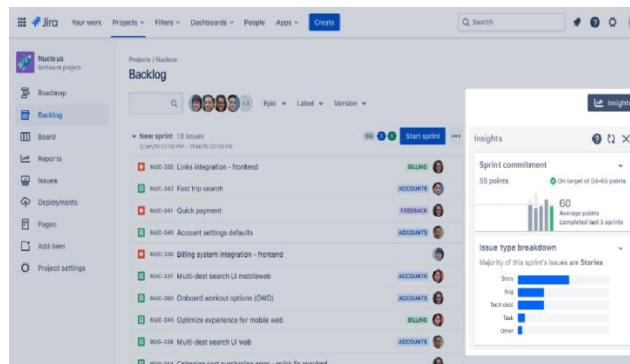 Jira Your work Projects Filters Dashboards People Apps Create Search
Nucleus
Software project
Roadmap
Backlog
Board
Reports
Issues
Deployments
Pages
Add item
Project settings
Projects / Nucleus
Backlog
+3 Epic Label Version
New sprint 13 issues 55 0 0 Start sprint
NUC-335 Links integration - frontend BILLING
NUC-342 Fast trip search ACCOUNTS
NUC-341 Quick payment FEEDBACK
NUC-340 Account settings defaults ACCOUNTS
NUC-339 Billing system integration - frontend
NUC-337 Multi-dest search UI mobileweb ACCOUNTS
NUC-360 Onboard workout options (OWO) ACCOUNTS
NUC-344 Optimize experience for mobile web BILLING
NUC-338 Multi-dest search UI web ACCOUNTS
Insights
Insights
Sprint commitment
55 points On target of 54-65 points
60
Average points
completed last 5 sprints
Issue type breakdown
Majority of this sprint's issues are Stories
Story
Bug
Tech debt
Task
Other